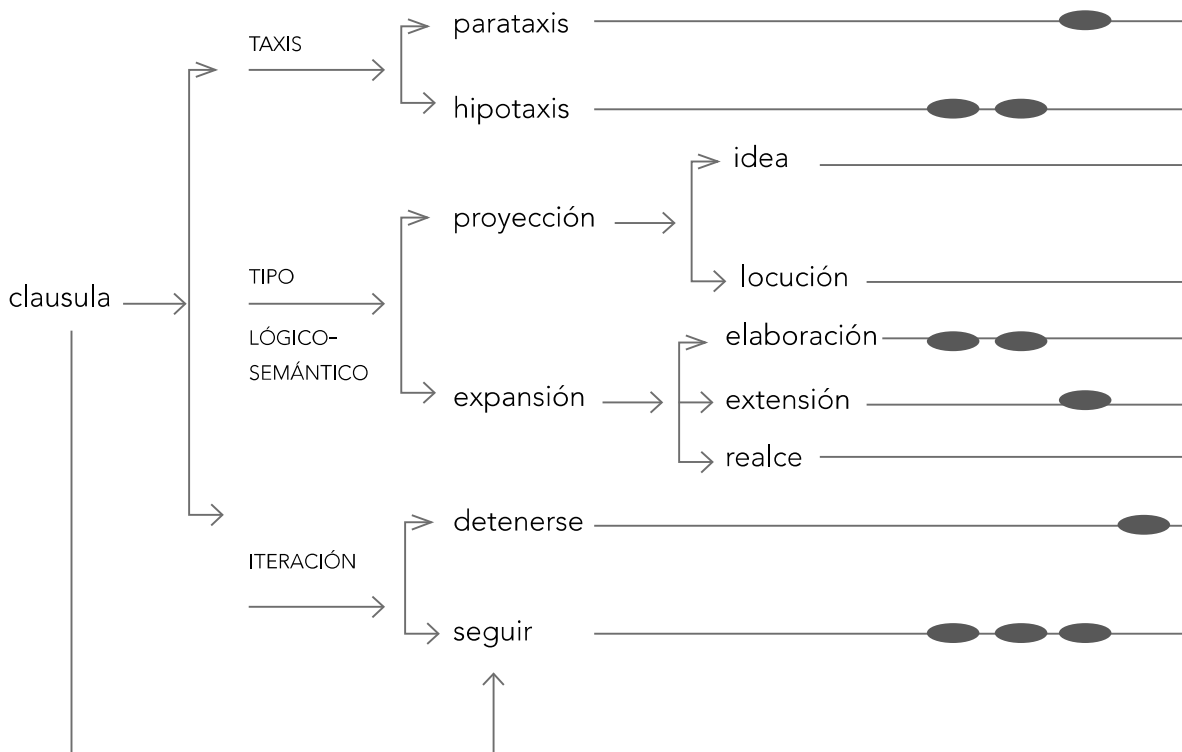 parataxis
TAXIS
hipotaxis
idea
proyección
TIPO
locución
clausula
LÓGICO-
SEMÁNTICO
elaboración
expansión
extensión
realce
detenerse
ITERACIÓN
seguir